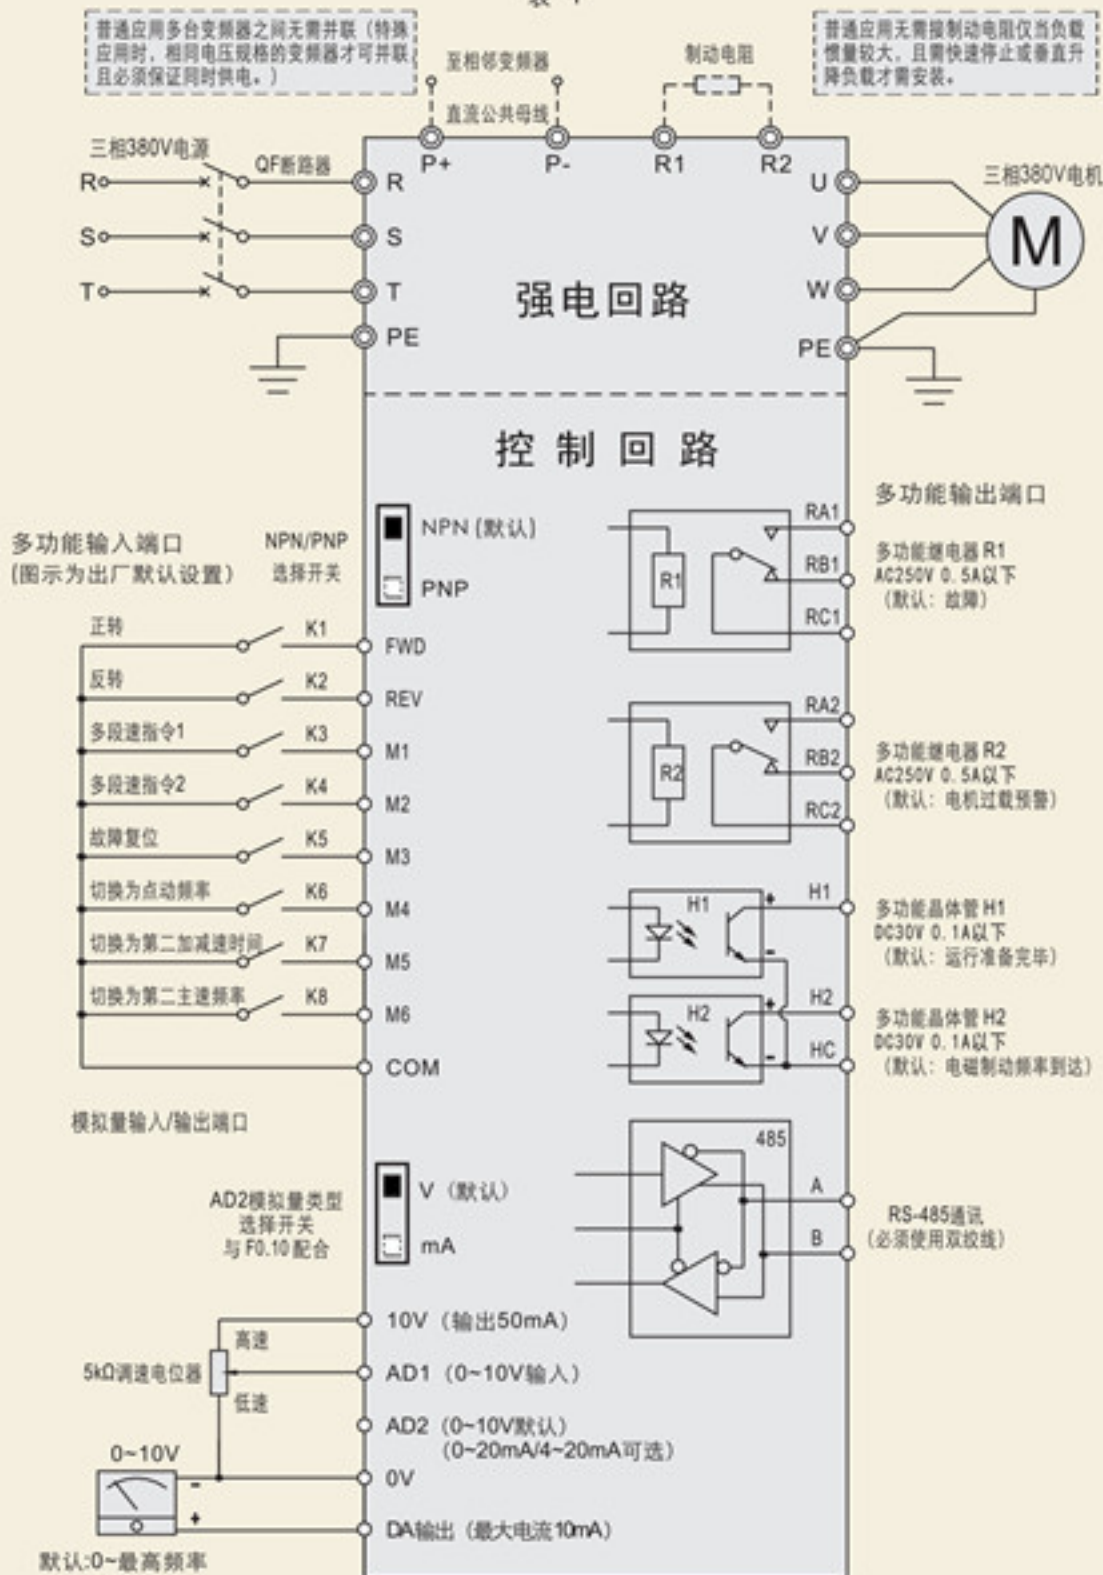 普通应用多台变频器之间无需并联（特殊
应用时，相同电压规格的变频器才可并联，
且必须保证同时供电。）
至相邻变频器
直流公共母线
制动电阻
普通应用无需接制动电阻仅当负载
惯量较大，且需快速停止或垂直升
降负载才需安装。
P+
P-
R1
R2
三相380V电源
QF断路器
R
S
T
R
S
T
PE
强电回路
U
V
W
PE
三相380V电机
M
控制回路
多功能输入端口
(图示为出厂默认设置)
NPN/PNP
选择开关
NPN (默认)
PNP
正转
K1
FWD
反转
K2
REV
多段速指令1
K3
M1
多段速指令2
K4
M2
故障复位
K5
M3
切换为点动频率
K6
M4
切换为第二加减速时间
K7
M5
切换为第二主速频率
K8
M6
COM
多功能输出端口
R1
RA1
RB1
RC1
多功能继电器 R1
AC250V 0.5A以下
（默认：故障）
R2
RA2
RB2
RC2
多功能继电器 R2
AC250V 0.5A以下
（默认：电机过载预警）
H1
+
-
H1
多功能晶体管 H1
DC30V 0.1A以下
（默认：运行准备完毕）
H2
+
-
H2
HC
多功能晶体管 H2
DC30V 0.1A以下
（默认：电磁制动频率到达）
485
A
B
RS-485通讯
（必须使用双绞线）
模拟量输入/输出端口
AD2模拟量类型
选择开关
与 F0.10 配合
V（默认）
mA
5kΩ调速电位器
高速
低速
10V（输出50mA）
AD1（0~10V输入）
AD2（0~10V默认）
（0~20mA/4~20mA可选）
0V
DA输出（最大电流10mA）
0~10V
-
+
默认:0~最高频率